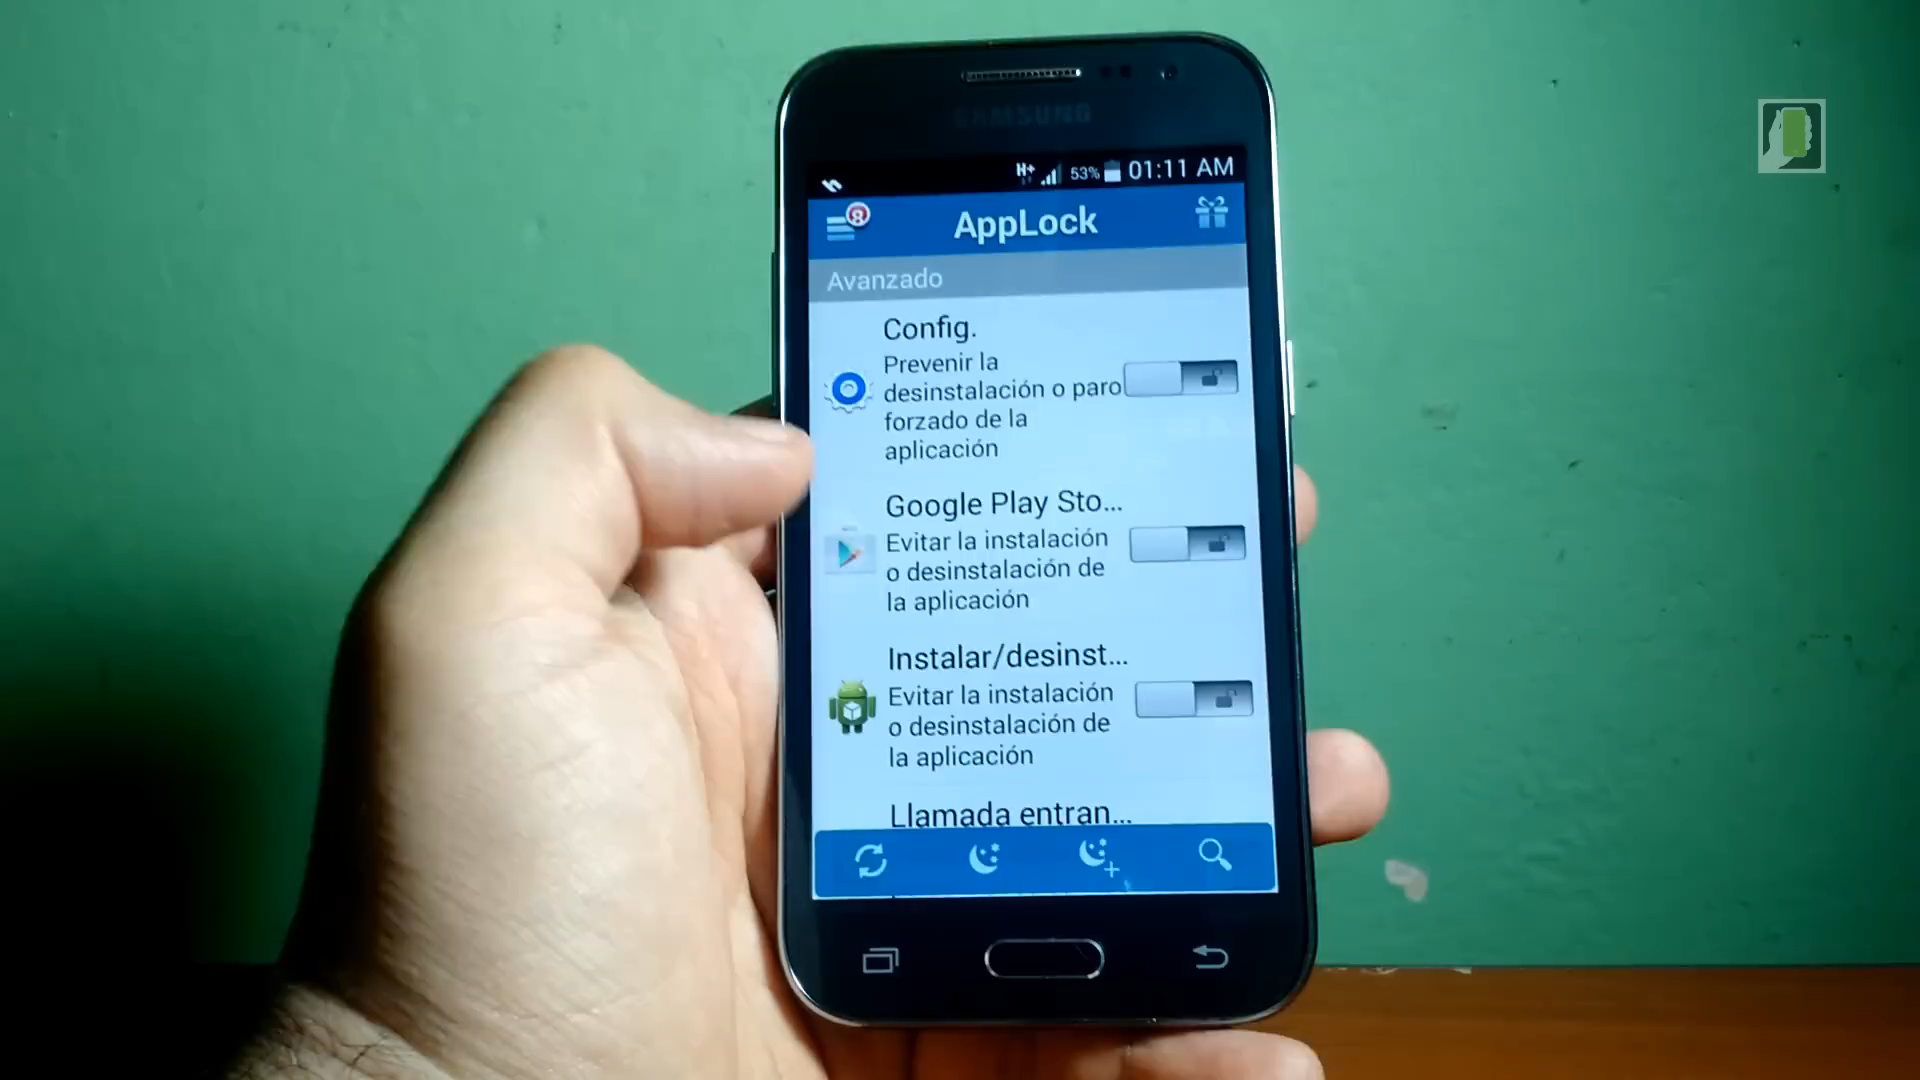 SAMSUNG
H+ 53% 01:11 AM
8
AppLock
Avanzado
Config.
Prevenir la
desinstalación o paro
forzado de la
aplicación
Google Play Sto...
Evitar la instalación
o desinstalación de
la aplicación
Instalar/desinst...
Evitar la instalación
o desinstalación de
la aplicación
Llamada entran...